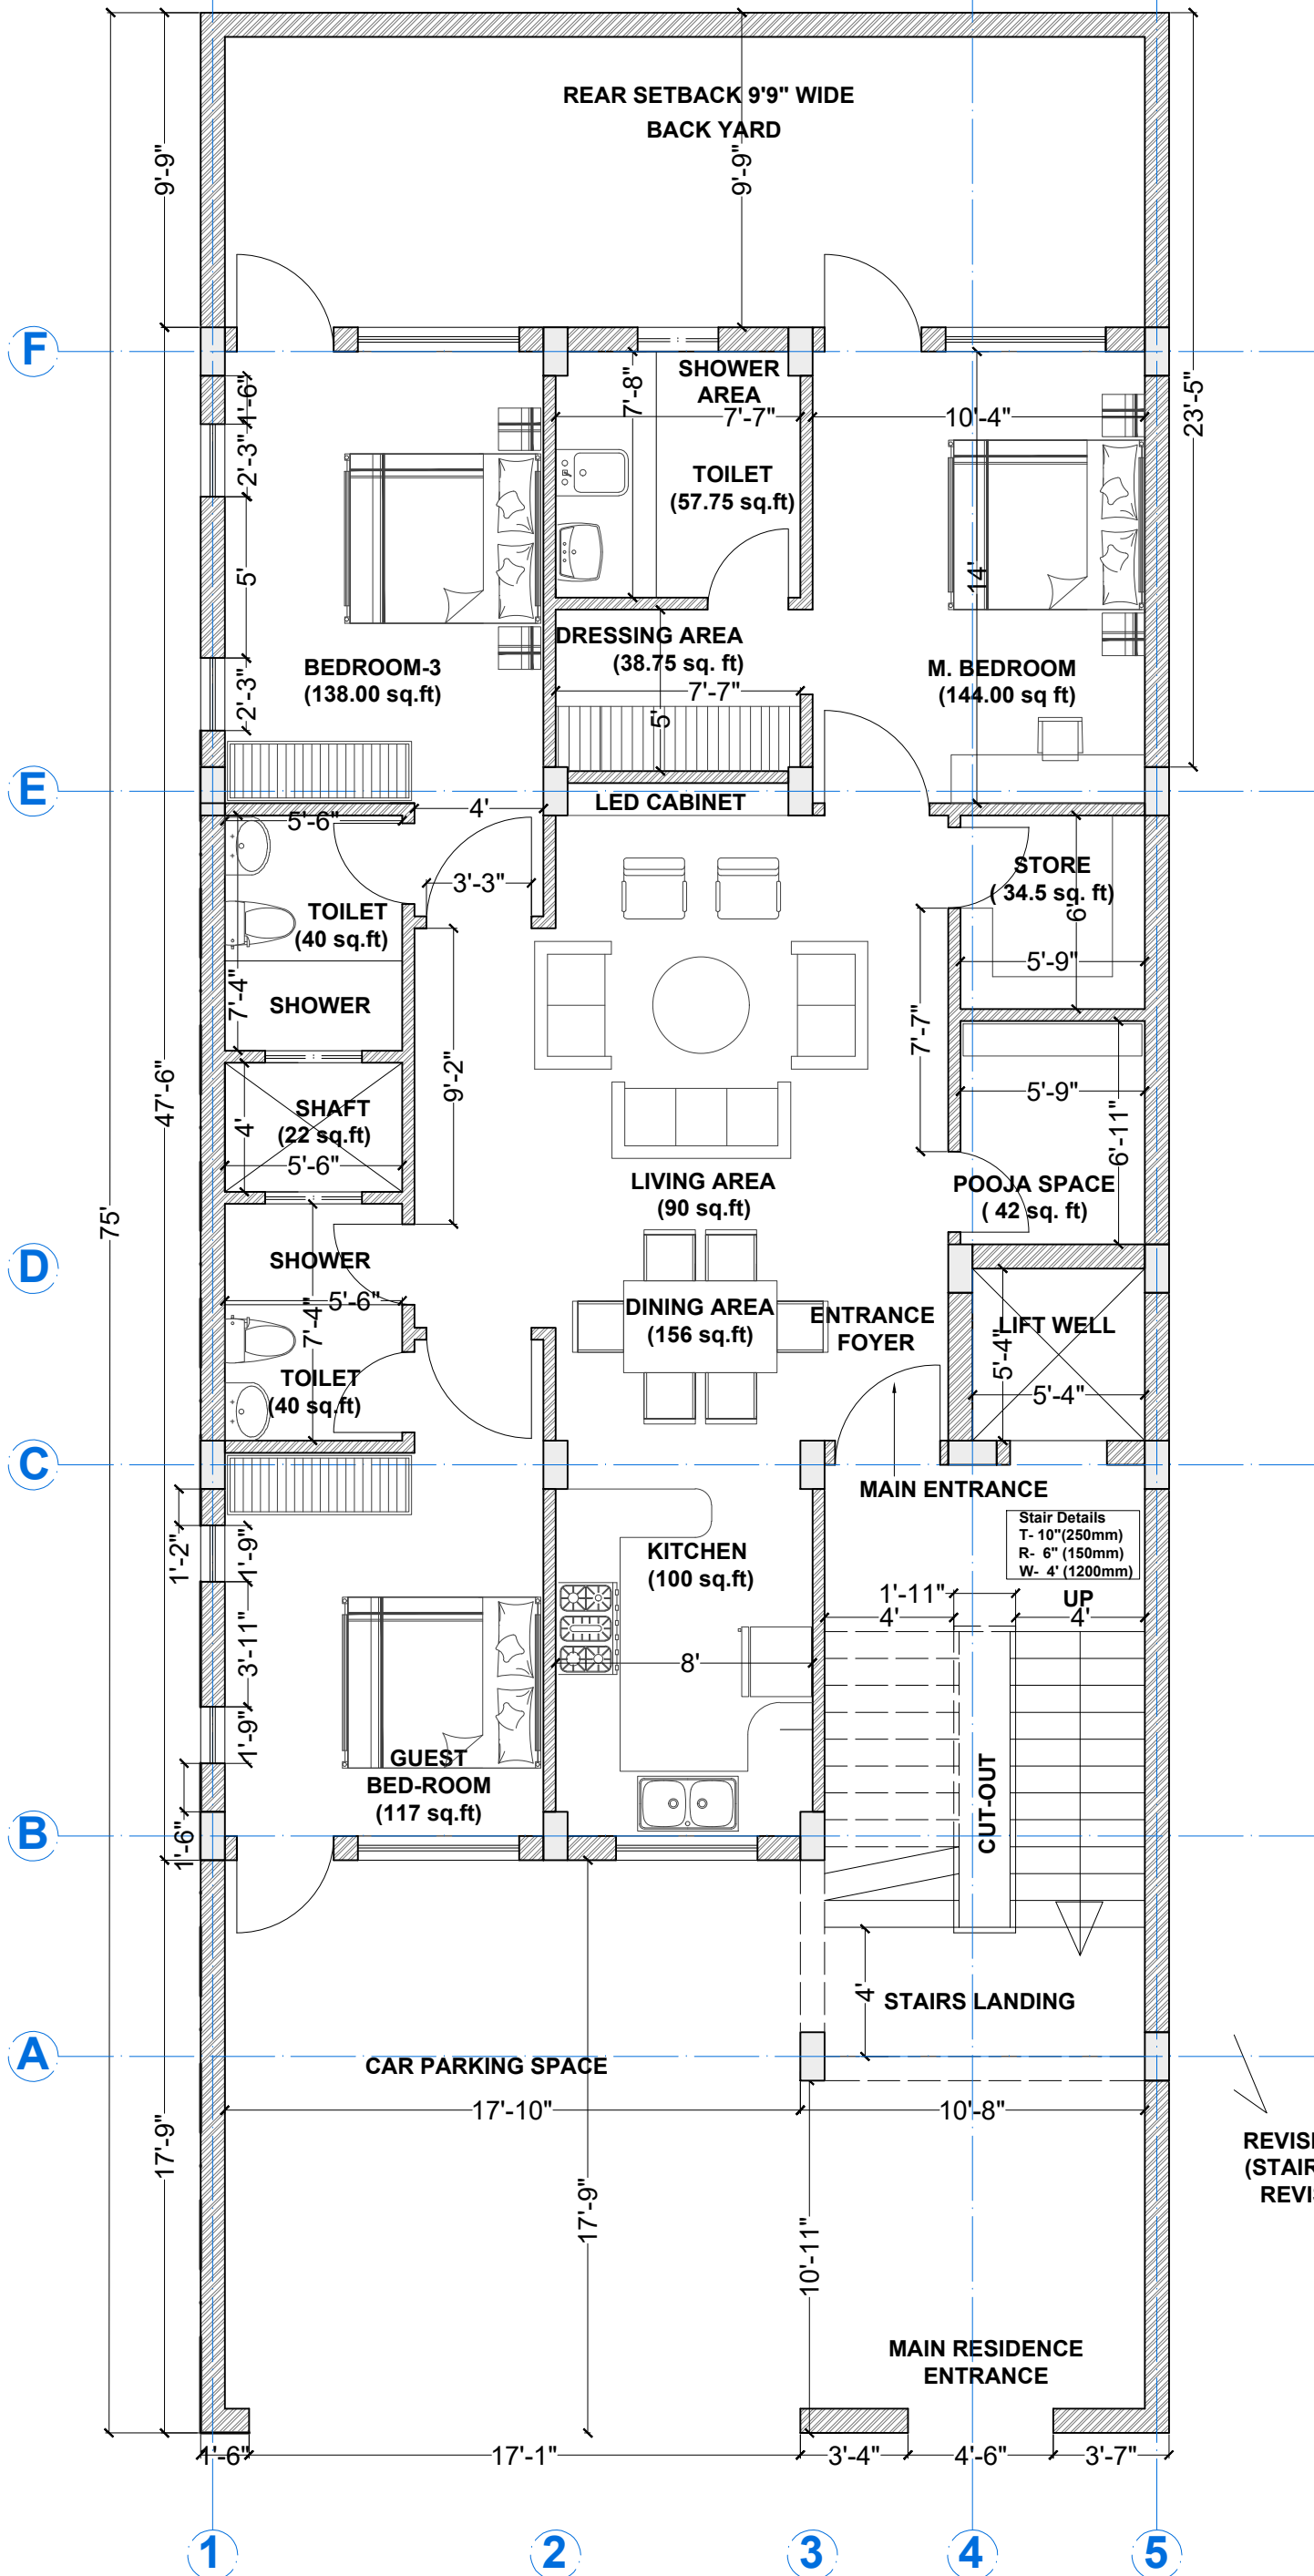 REAR SETBACK 9'9" WIDE
BACK YARD
9'-9"
9'-9"
F
SHOWER
AREA
7'-8"
7'-7"
10'-4"
23'-5"
1'-6"
2'-3"
TOILET
(57.75 sq.ft)
5'
14'
DRESSING AREA
(38.75 sq. ft)
7'-7"
5'
BEDROOM-3
(138.00 sq.ft)
M. BEDROOM
(144.00 sq ft)
2'-3"
E
LED CABINET
5'-6"
4'
3'-3"
STORE
( 34.5 sq. ft)
6'
5'-9"
TOILET
(40 sq.ft)
7'-4"
SHOWER
7'-7"
9'-2"
47'-6"
SHAFT
(22 sq.ft)
4'
5'-6"
5'-9"
6'-11"
LIVING AREA
(90 sq.ft)
POOJA SPACE
( 42 sq. ft)
75'
D
SHOWER
5'-6"
7'-4"
DINING AREA
(156 sq.ft)
ENTRANCE
FOYER
LIFT WELL
5'-4"
5'-4"
TOILET
(40 sq.ft)
C
MAIN ENTRANCE
Stair Details
T- 10"(250mm)
R- 6" (150mm)
W- 4' (1200mm)
1'-2"
1'-9"
KITCHEN
(100 sq.ft)
1'-11"
UP
4'
4'
3'-11"
8'
1'-9"
GUEST
BED-ROOM
(117 sq.ft)
CUT-OUT
B
1'-6"
4'
STAIRS LANDING
A
CAR PARKING SPACE
17'-10"
10'-8"
17'-9"
17'-9"
10'-11"
(STAIR
MAIN RESIDENCE
ENTRANCE
1'-6"
17'-1"
3'-4"
4'-6"
3'-7"
1
2
3
4
5